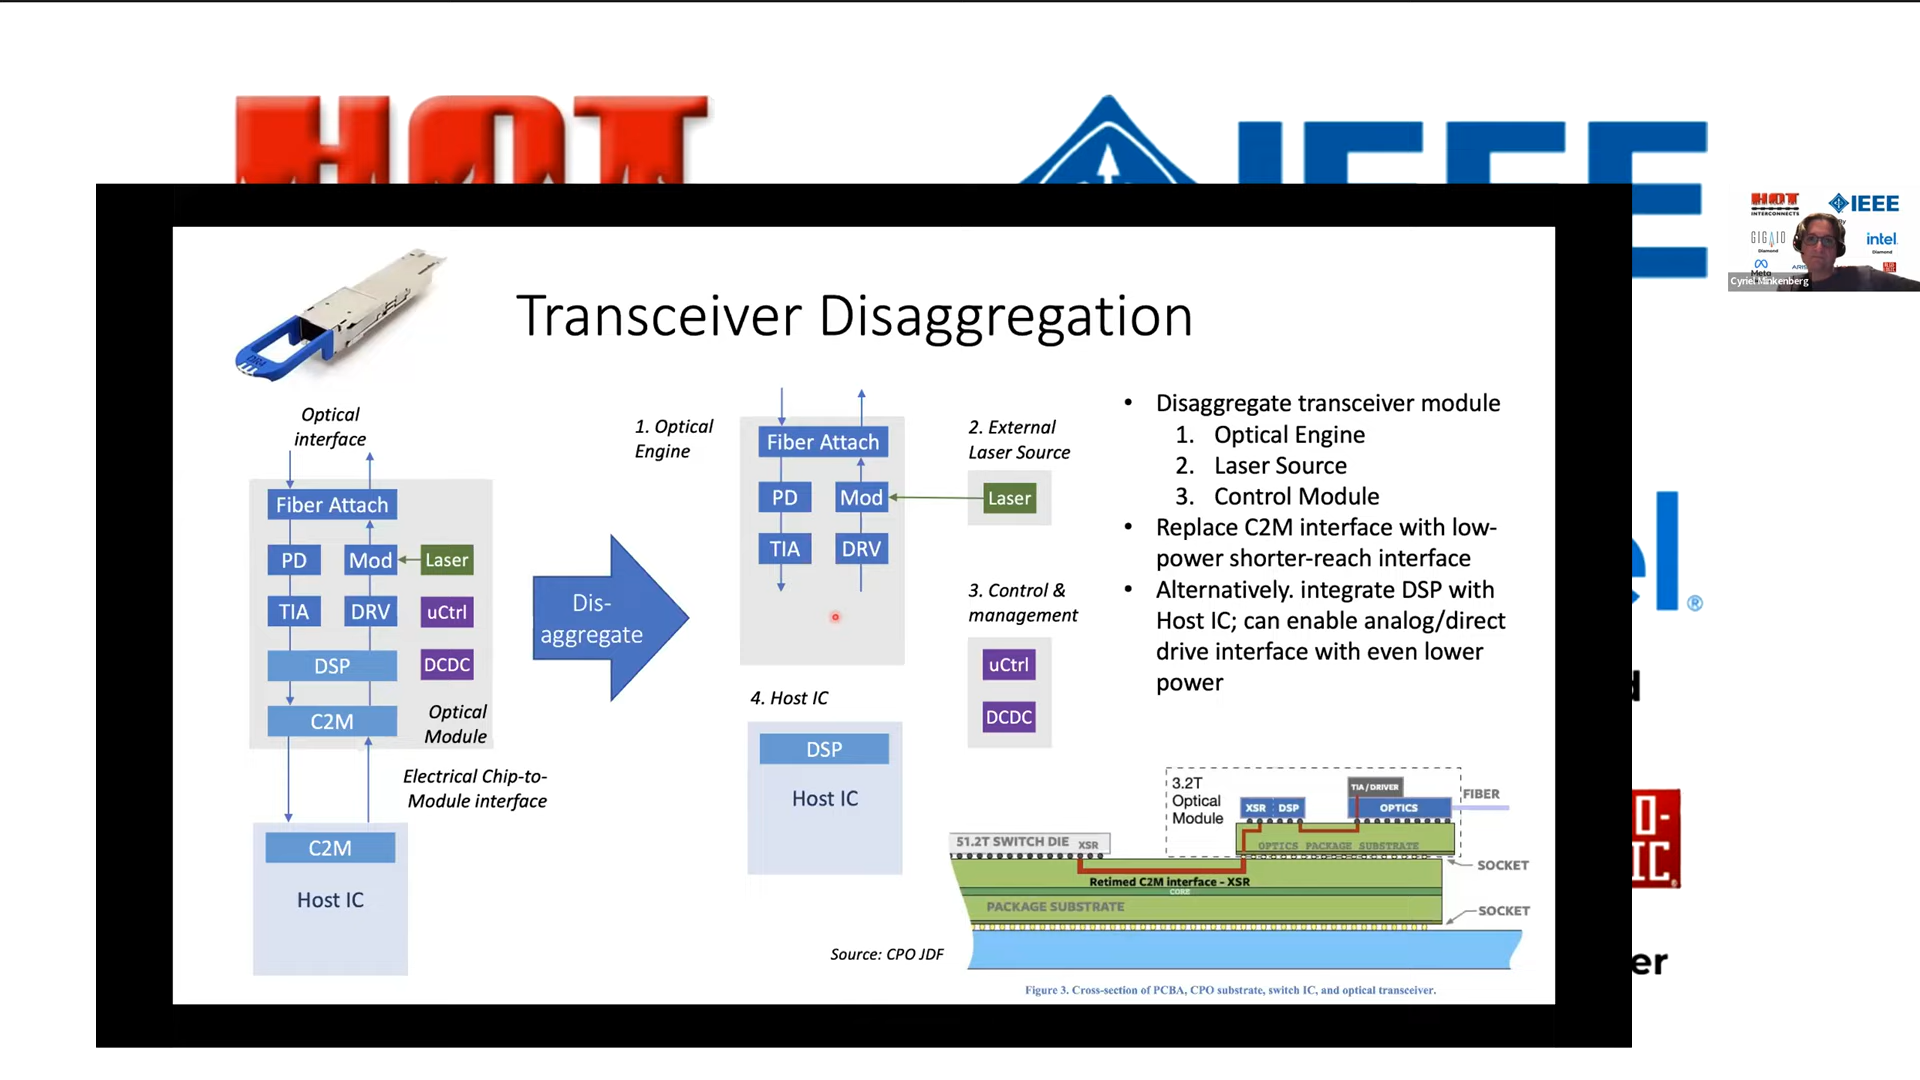 HOT
IEEE
Transceiver Disaggregation
Optical
interface
Fiber Attach
PD
Mod
Laser
TIA
DRV
uCtrl
DSP
DCDC
C2M
Optical
Module
Electrical Chip-to-
Module interface
C2M
Host IC
Dis-
aggregate
1. Optical
Engine
Fiber Attach
PD
Mod
TIA
DRV
2. External
Laser Source
Laser
3. Control &
management
uCtrl
DCDC
4. Host IC
DSP
Host IC
• Disaggregate transceiver module
1. Optical Engine
2. Laser Source
3. Control Module
• Replace C2M interface with low-
power shorter-reach interface
• Alternatively. integrate DSP with
Host IC; can enable analog/direct
drive interface with even lower
power
3.2T
Optical
Module
XSR DSP
TIA / DRIVER
OPTICS
FIBER
OPTICS PACKAGE SUBSTRATE
51.2T SWITCH DIE XSR
SOCKET
Retimed C2M interface - XSR
CORE
PACKAGE SUBSTRATE
SOCKET
Source: CPO JDF
Figure 3. Cross-section of PCBA, CPO substrate, switch IC, and optical transceiver.
HOT
INTERCONNECTS
IEEE
GIGAIO
Diamond
intel
Diamond
Meta
Cyriel Minkenberg
el
®
d
O-
IC
er